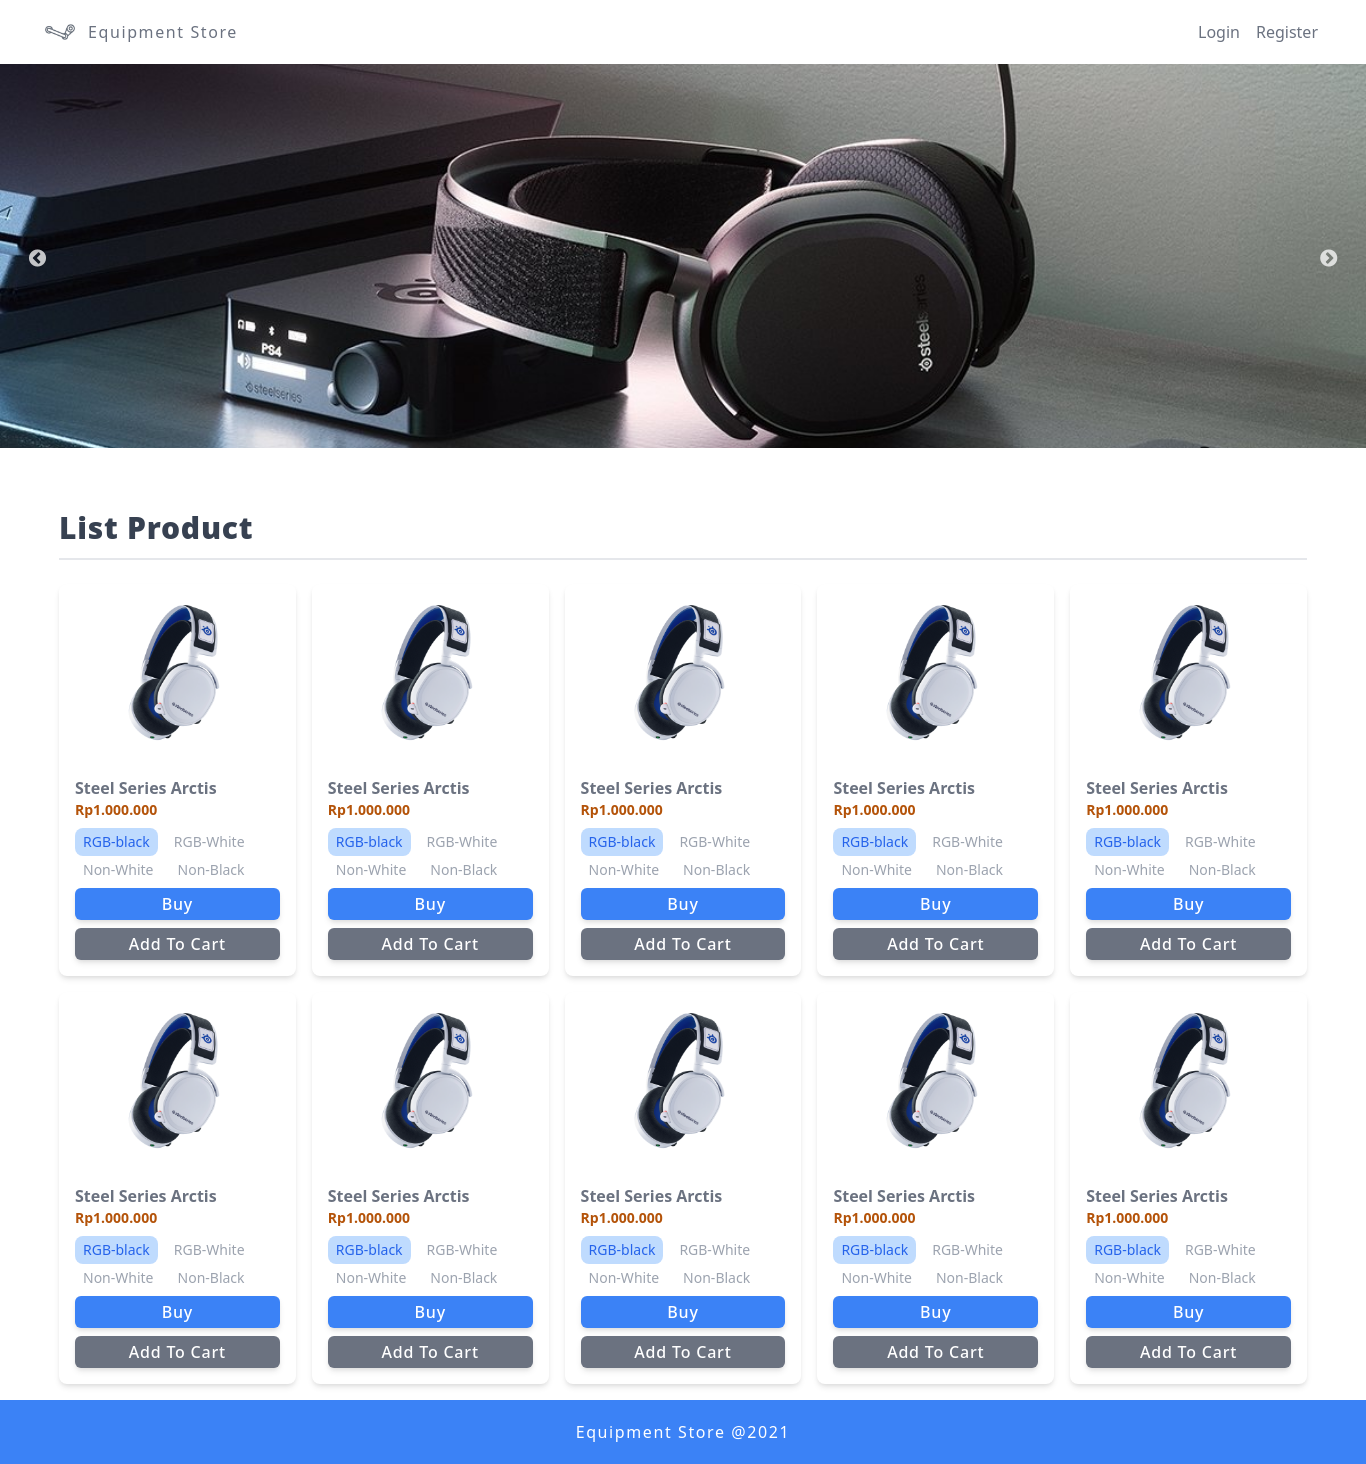 Equipment Store
Login Register
PS4
steelseries
steelseries
List Product
Steel Series Arctis Steel Series Arctis Steel Series Arctis Steel Series Arctis Steel Series Arctis
Rp1.000.000 Rp1.000.000 Rp1.000.000 Rp1.000.000 Rp1.000.000
RGB-black RGB-White RGB-black RGB-White RGB-black RGB-White RGB-black RGB-White RGB-black RGB-White
Non-White Non-Black Non-White Non-Black Non-White Non-Black Non-White Non-Black Non-White Non-Black
Buy Buy Buy Buy Buy
Add To Cart Add To Cart Add To Cart Add To Cart Add To Cart
Steel Series Arctis Steel Series Arctis Steel Series Arctis Steel Series Arctis Steel Series Arctis
Rp1.000.000 Rp1.000.000 Rp1.000.000 Rp1.000.000 Rp1.000.000
RGB-black RGB-White RGB-black RGB-White RGB-black RGB-White RGB-black RGB-White RGB-black RGB-White
Non-White Non-Black Non-White Non-Black Non-White Non-Black Non-White Non-Black Non-White Non-Black
Buy Buy Buy Buy Buy
Add To Cart Add To Cart Add To Cart Add To Cart Add To Cart
Equipment Store @2021